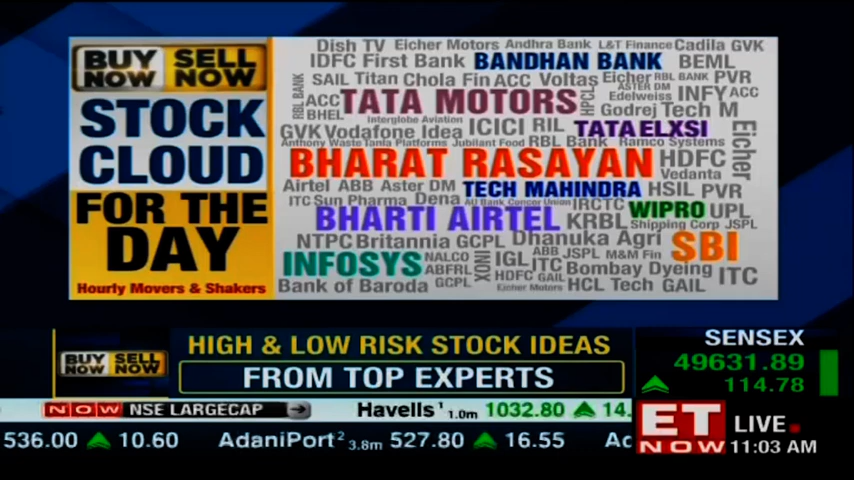 BUY NOW SELL NOW
STOCK CLOUD
FOR THE DAY
Hourly Movers & Shakers
Dish TV Eicher Motors Andhra Bank L&T Finance Cadila GVK
IDFC First Bank BANDHAN BANK BEML
SAIL Titan Chola Fin ACC Voltas Eicher RBL BANK PVR
ASTER DM
RBL BANK ACC TATA MOTORS HPCL Edelweiss INFY ACC
BHEL Interglobe Aviation Godrej Tech M
GVK Vodafone Idea ICICI RIL TATA ELXSI Eicher
Anthony Waste Tanla Platforms Jubilant Food RBL Bank Ramco Systems
BHARAT RASAYAN HDFC
Vedanta
Airtel ABB Aster DM TECH MAHINDRA HSIL PVR
ITC Sun Pharma Dena AU Bank Concor Union IRCTC WIPRO UPL
BHARTI AIRTEL KRBL Shipping Corp JSPL
NTPC Britannia GCPL Dhanuka Agri SBI
INFOSYS NALCO INOX IGL ABB JSPL M&M Fin
ABFRL HDFC ITC Bombay Dyeing ITC
Bank of Baroda GCPL GAIL HCL Tech GAIL
Eicher Motors
BUY NOW SELL NOW
HIGH & LOW RISK STOCK IDEAS
FROM TOP EXPERTS
SENSEX
49631.89
114.78
NOW NSE LARGECAP
Havells1 1.0m 1032.80 14.
536.00 10.60 AdaniPort2 3.8m 527.80 16.55 Ac
ET NOW
LIVE
11:03 AM